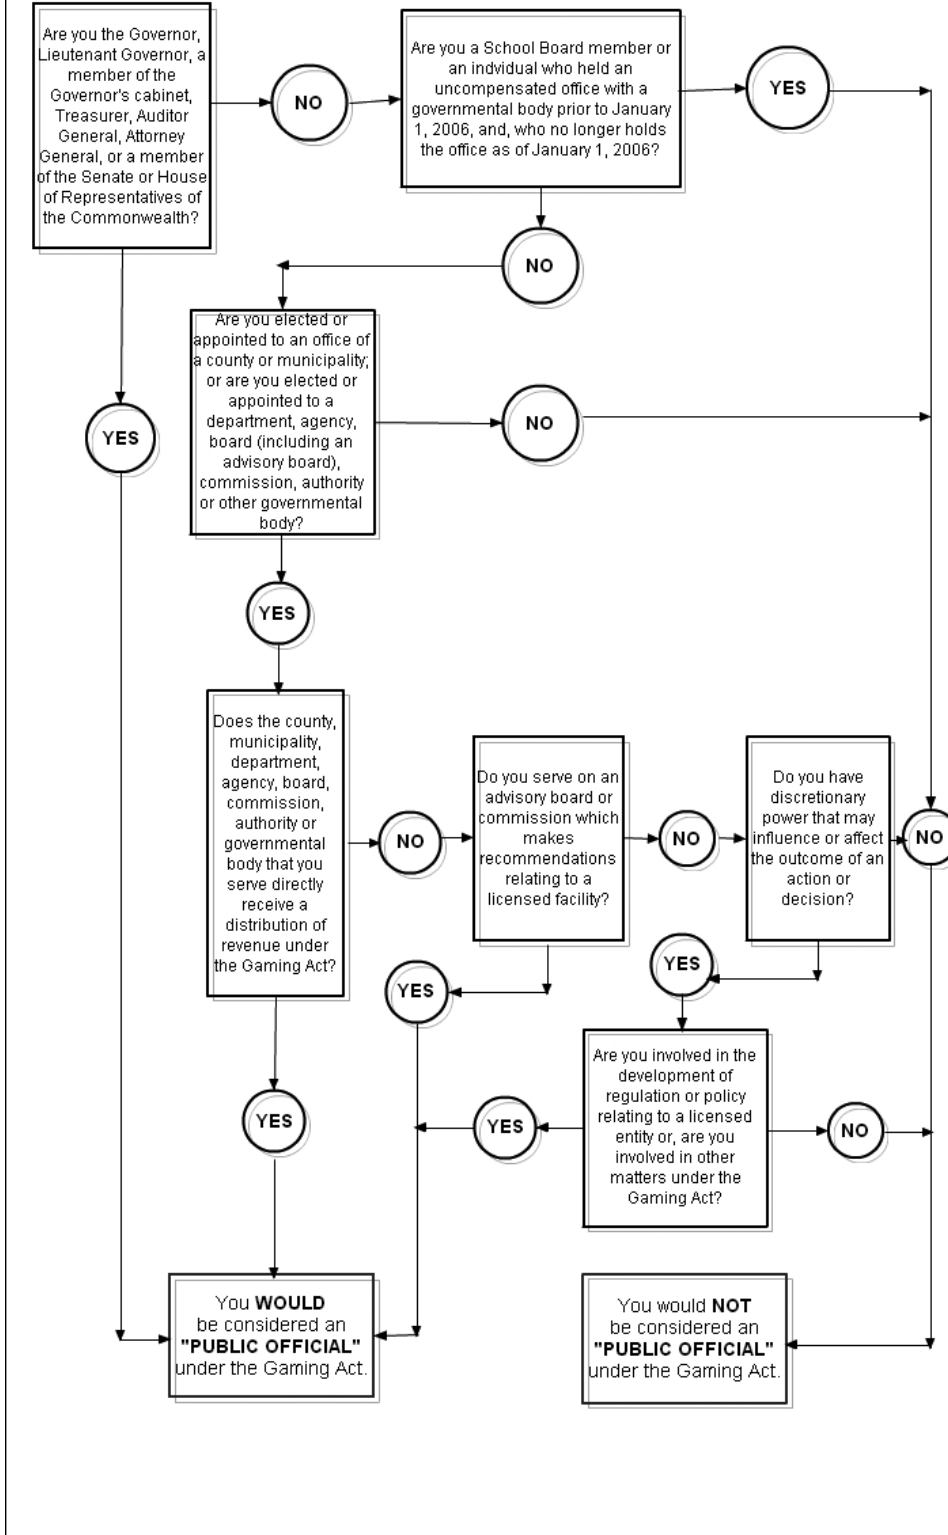 Are you the Governor,
Lieutenant Governor, a
member of the
Governor's cabinet,
Treasurer, Auditor
General, Attorney
General, or a member
of the Senate or House
of Representatives of
the Commonwealth?
NO
Are you a School Board member or
an indvidual who held an
uncompensated office with a
governmental body prior to January
1, 2006, and, who no longer holds
the office as of January 1, 2006?
YES
NO
Are you elected or
appointed to an office of
a county or municipality;
or are you elected or
appointed to a
department, agency,
board (including an
advisory board),
commission, authority
or other governmental
body?
NO
YES
YES
Does the county,
municipality,
department,
agency, board,
commission,
authority or
governmental
body that you
serve directly
receive a
distribution of
revenue under
the Gaming Act?
NO
Do you serve on an
advisory board or
commission which
makes
recommendations
relating to a
licensed facility?
NO
Do you have
discretionary
power that may
influence or affect
the outcome of an
action or
decision?
NO
YES
YES
Are you involved in the
development of
regulation or policy
relating to a licensed
entity or, are you
involved in other
matters under the
Gaming Act?
YES
YES
NO
You WOULD
be considered an
"PUBLIC OFFICIAL"
under the Gaming Act.
You would NOT
be considered an
"PUBLIC OFFICIAL"
under the Gaming Act.